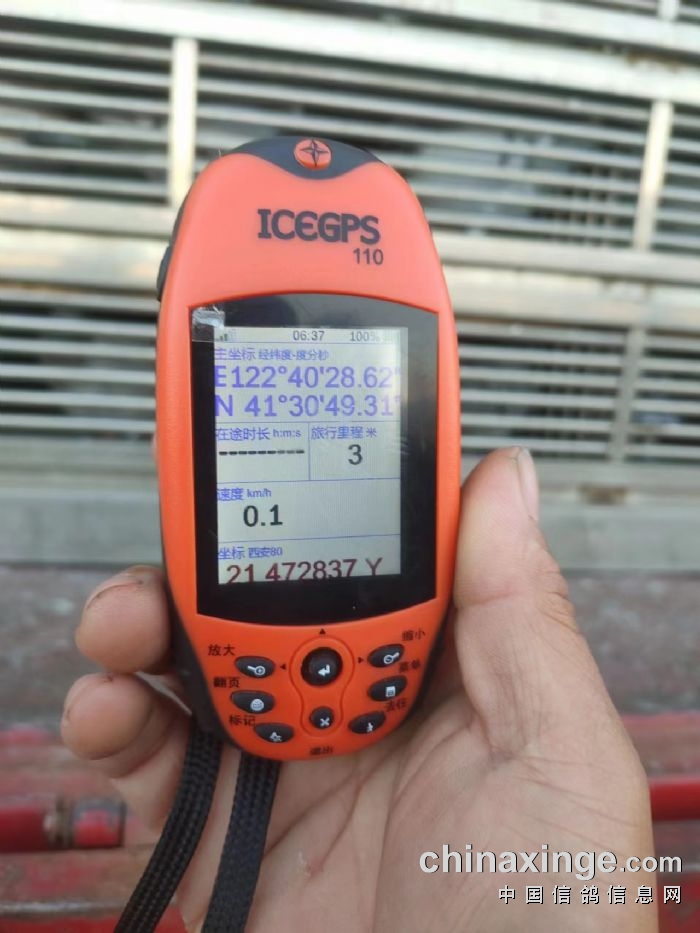 ICEGPS
110
06:37 100%
主坐标 经纬度-度分秒
E122°40'28.62"
N 41°30'49.31"
在途时长 h:m:s 旅行里程 米
--------- 3
速度 km/h
0.1
坐标 西安80
21 472837 Y
放大 缩小
翻页 菜单
标记 去往
退出
chinaxinge.com
中国信鸽信息网